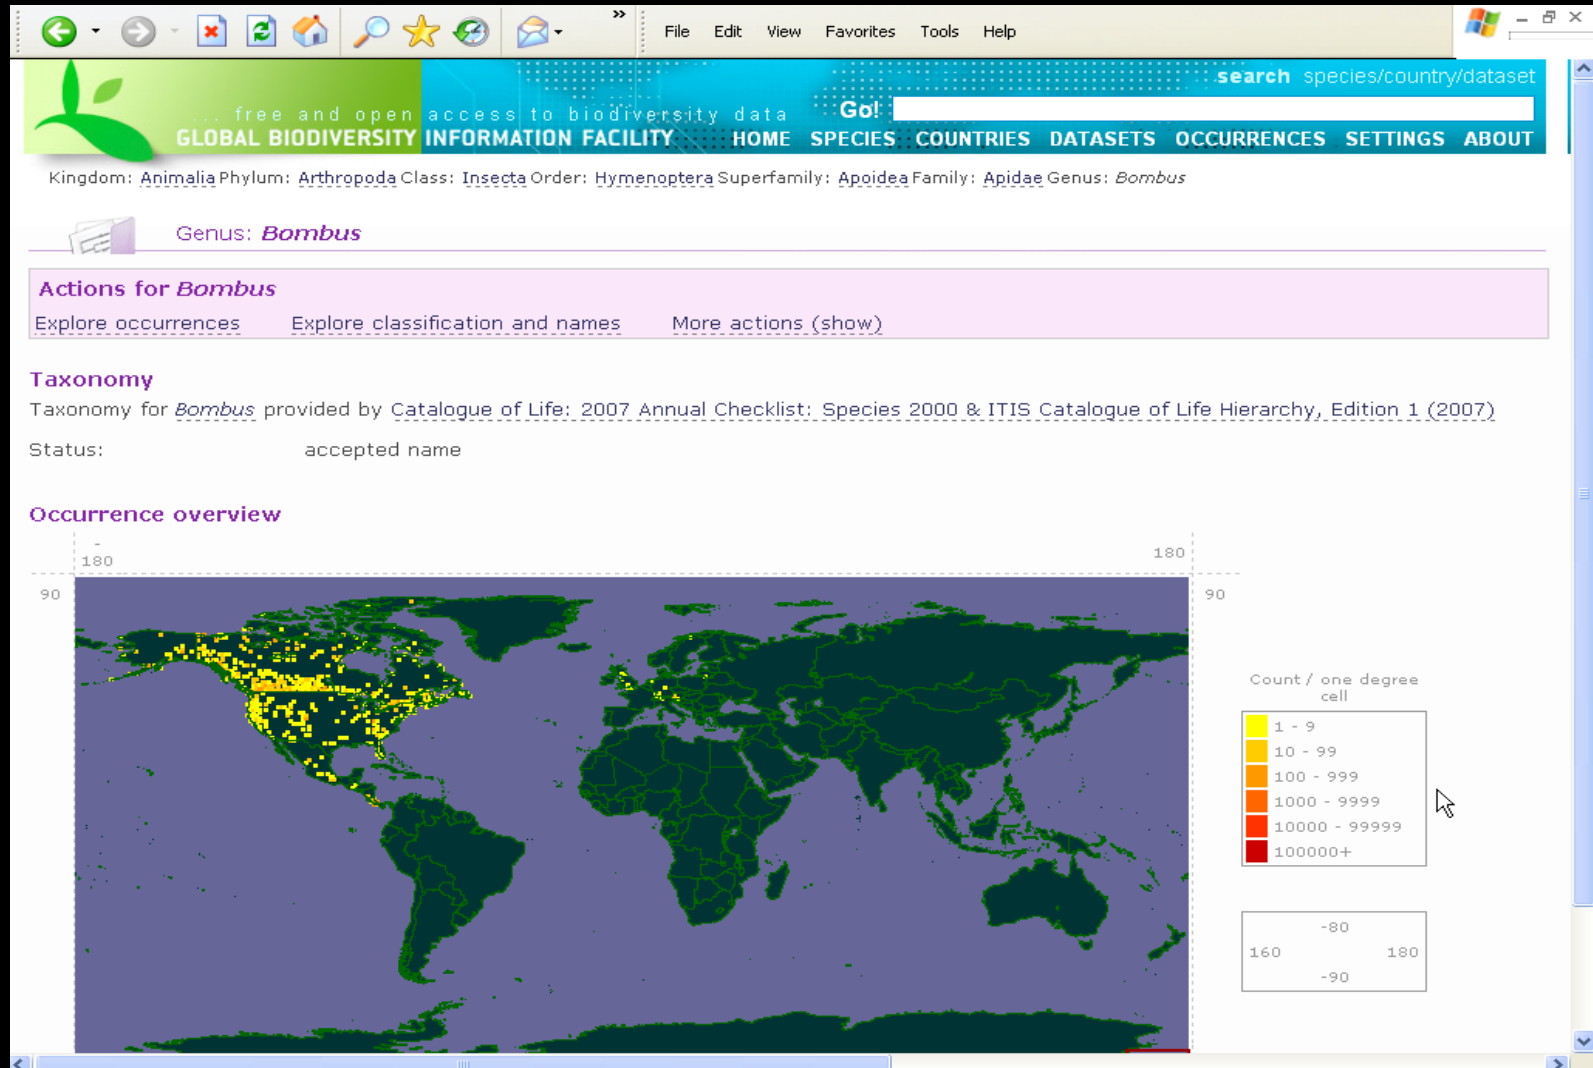 »
File Edit View Favorites Tools Help
search species/country/dataset
... free and open access to biodiversity data Go!
GLOBAL BIODIVERSITY INFORMATION FACILITY HOME SPECIES COUNTRIES DATASETS OCCURRENCES SETTINGS ABOUT
Kingdom: Animalia Phylum: Arthropoda Class: Insecta Order: Hymenoptera Superfamily: Apoidea Family: Apidae Genus: Bombus
Genus: Bombus
Actions for Bombus
Explore occurrences Explore classification and names More actions (show)
Taxonomy
Taxonomy for Bombus provided by Catalogue of Life: 2007 Annual Checklist: Species 2000 & ITIS Catalogue of Life Hierarchy, Edition 1 (2007)
Status: accepted name
Occurrence overview
-
180 180
90 90
Count / one degree
cell
1 - 9
10 - 99
100 - 999
1000 - 9999
10000 - 99999
100000+
-80
160 180
-90